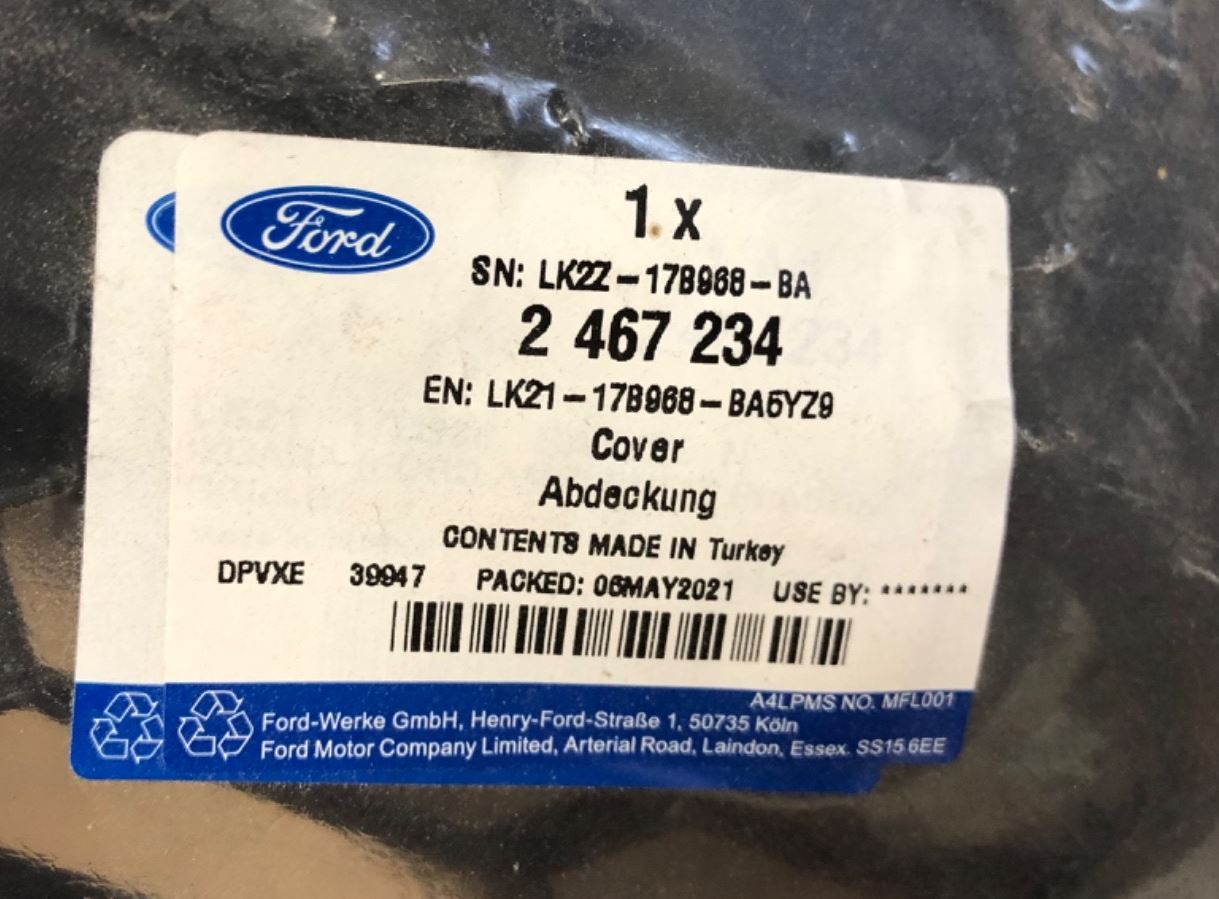 Ford
1 x
SN: LK2Z-17B968-BA
2 467 234
EN: LK21-17B968-BA5YZ9
Cover
Abdeckung
CONTENTS MADE IN Turkey
DPVXE 39947 PACKED: 06MAY2021 USE BY: *******
A4LPMS NO. MFL001
Ford-Werke GmbH, Henry-Ford-Straße 1, 50735 Köln
Ford Motor Company Limited, Arterial Road, Laindon, Essex. SS15 6EE